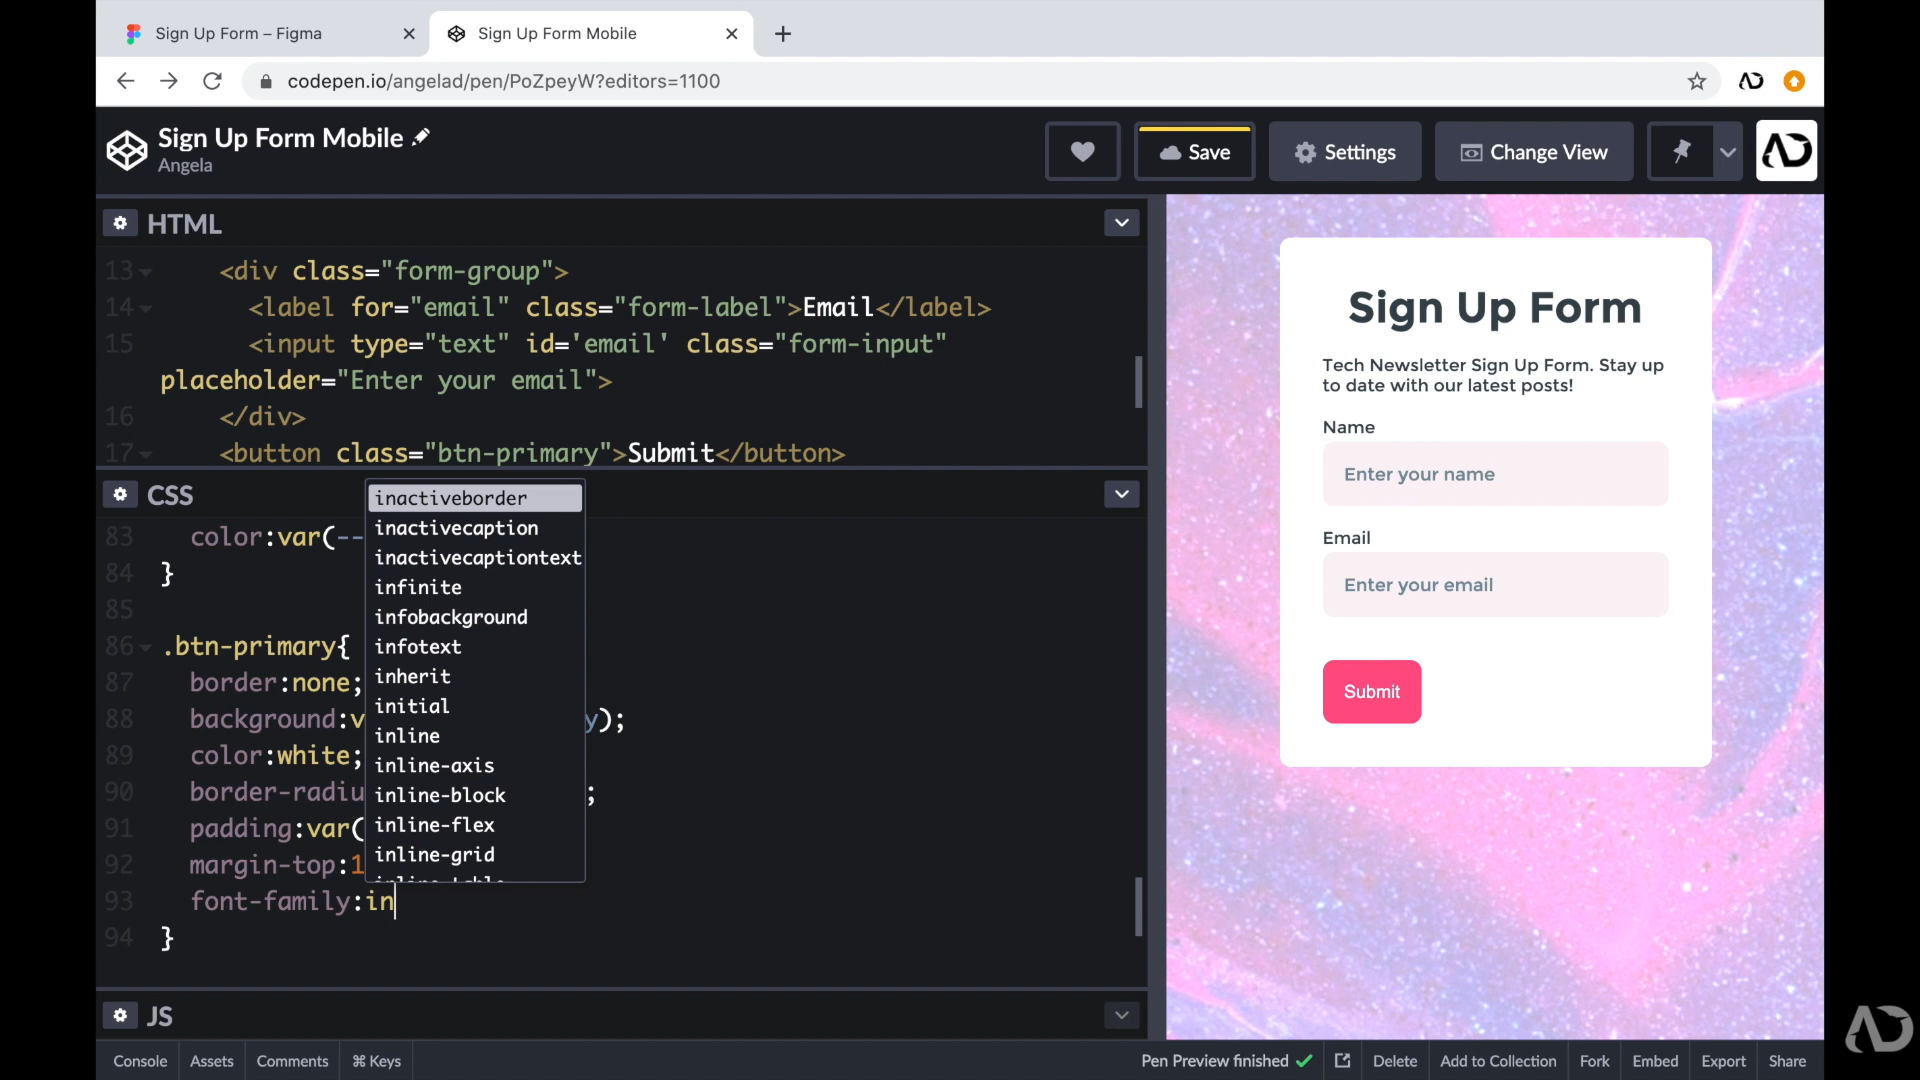 Sign Up Form – Figma
Sign Up Form Mobile
codepen.io/angelad/pen/PoZpeyW?editors=1100
Sign Up Form Mobile
Angela
Save
Settings
Change View
HTML
13 <div class="form-group">
14 <label for="email" class="form-label">Email</label>
15 <input type="text" id='email' class="form-input"
placeholder="Enter your email">
16 </div>
17 <button class="btn-primary">Submit</button>
CSS
83 color:var(--
84 }
85
86 .btn-primary{
87 border:none;
88 background:v y);
89 color:white;
90 border-radiu ;
91 padding:var(
92 margin-top:1
93 font-family:in
94 }
inactiveborder
inactivecaption
inactivecaptiontext
infinite
infobackground
infotext
inherit
initial
inline
inline-axis
inline-block
inline-flex
inline-grid
JS
Sign Up Form
Tech Newsletter Sign Up Form. Stay up
to date with our latest posts!
Name
Enter your name
Email
Enter your email
Submit
Console
Assets
Comments
⌘ Keys
Pen Preview finished
Delete
Add to Collection
Fork
Embed
Export
Share